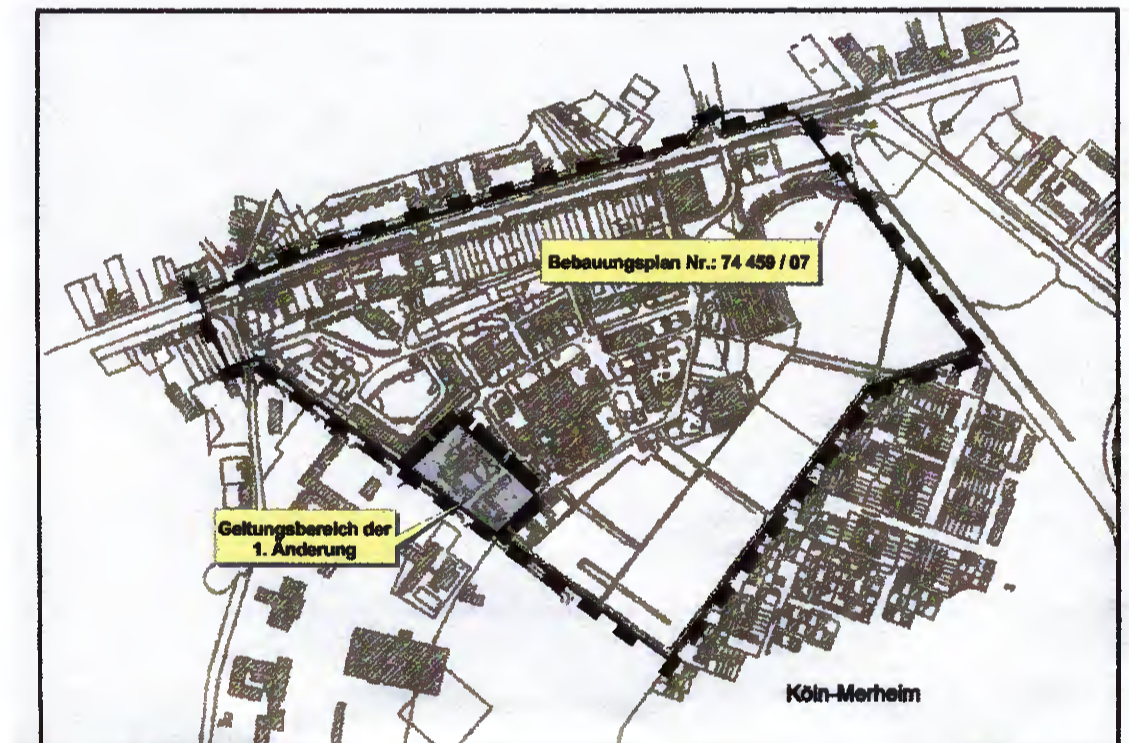 Bebauungsplan Nr.: 74 459 / 07
Geltungsbereich der
1. Änderung
Köln-Merheim